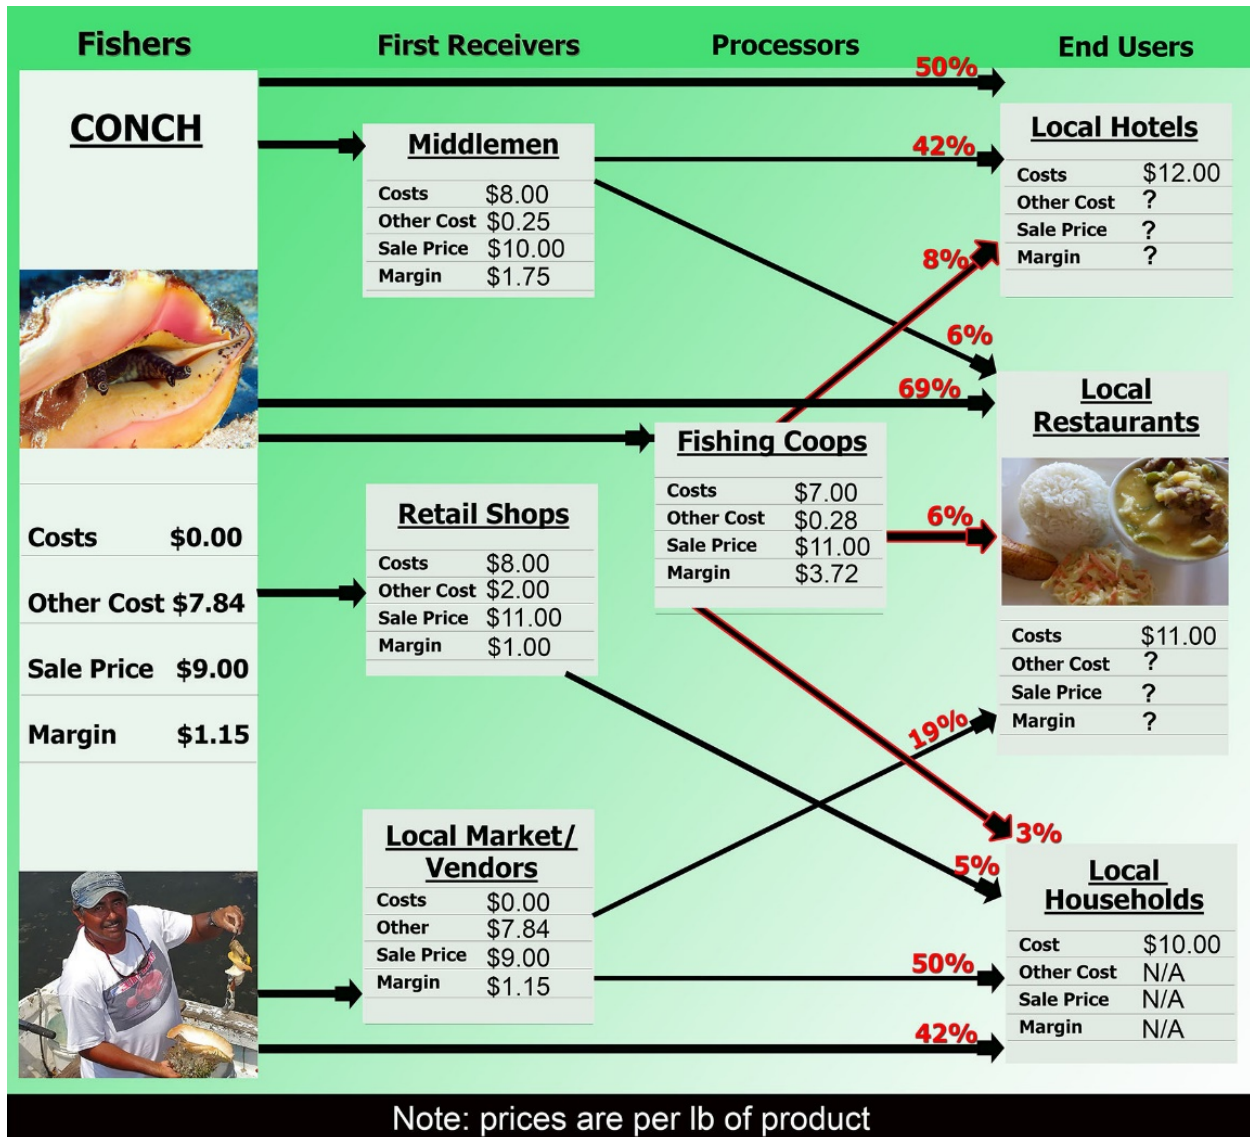 Fishers
First Receivers
Processors
End Users
CONCH
Costs $0.00
Other Cost $7.84
Sale Price $9.00
Margin $1.15
Middlemen
Costs $8.00
Other Cost $0.25
Sale Price $10.00
Margin $1.75
Retail Shops
Costs $8.00
Other Cost $2.00
Sale Price $11.00
Margin $1.00
Local Market/
Vendors
Costs $0.00
Other $7.84
Sale Price $9.00
Margin $1.15
Fishing Coops
Costs $7.00
Other Cost $0.28
Sale Price $11.00
Margin $3.72
50%
42%
8%
6%
69%
6%
19%
3%
5%
50%
42%
Local Hotels
Costs $12.00
Other Cost ?
Sale Price ?
Margin ?
Local
Restaurants
Costs $11.00
Other Cost ?
Sale Price ?
Margin ?
Local
Households
Cost $10.00
Other Cost N/A
Sale Price N/A
Margin N/A
Note: prices are per lb of product